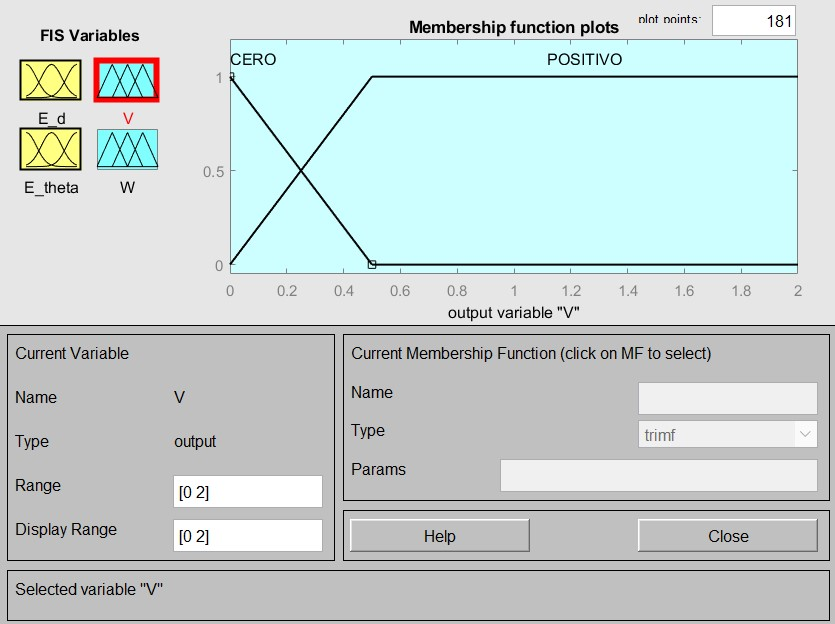 FIS Variables
Membership function plots
plot points:
181
E_d
V
E_theta
W
CERO
POSITIVO
1
0.5
0
0
0.2
0.4
0.6
0.8
1
1.2
1.4
1.6
1.8
2
output variable "V"
Current Variable
Name V
Type output
Range [0 2]
Display Range [0 2]
Current Membership Function (click on MF to select)
Name
Type trimf
Params
Help
Close
Selected variable "V"